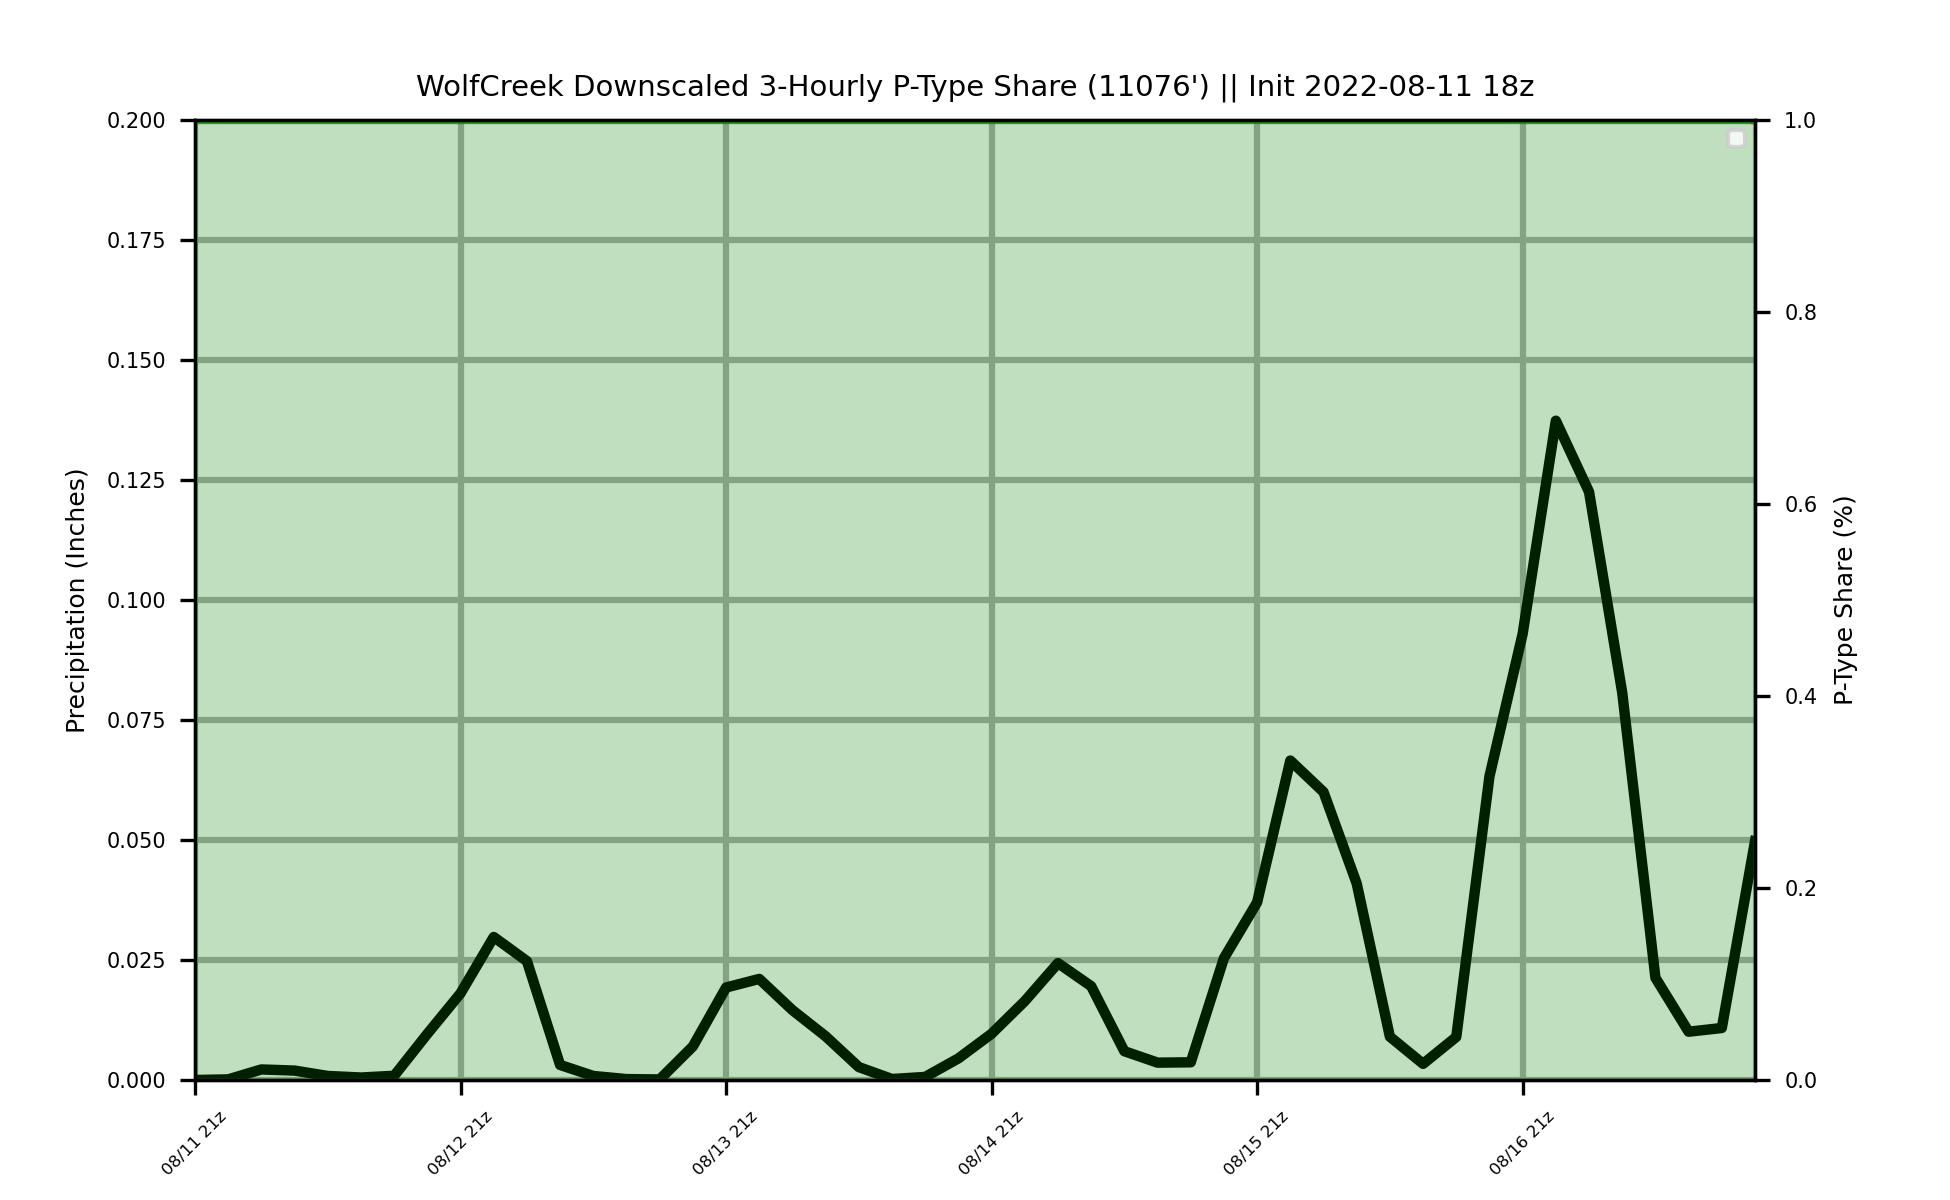 WolfCreek Downscaled 3-Hourly P-Type Share (11076') || Init 2022-08-11 18z
0.200
0.175
0.150
0.125
0.100
0.075
0.050
0.025
0.000
Precipitation (Inches)
1.0
0.8
0.6
0.4
0.2
0.0
P-Type Share (%)
08/11 21z
08/12 21z
08/13 21z
08/14 21z
08/15 21z
08/16 21z